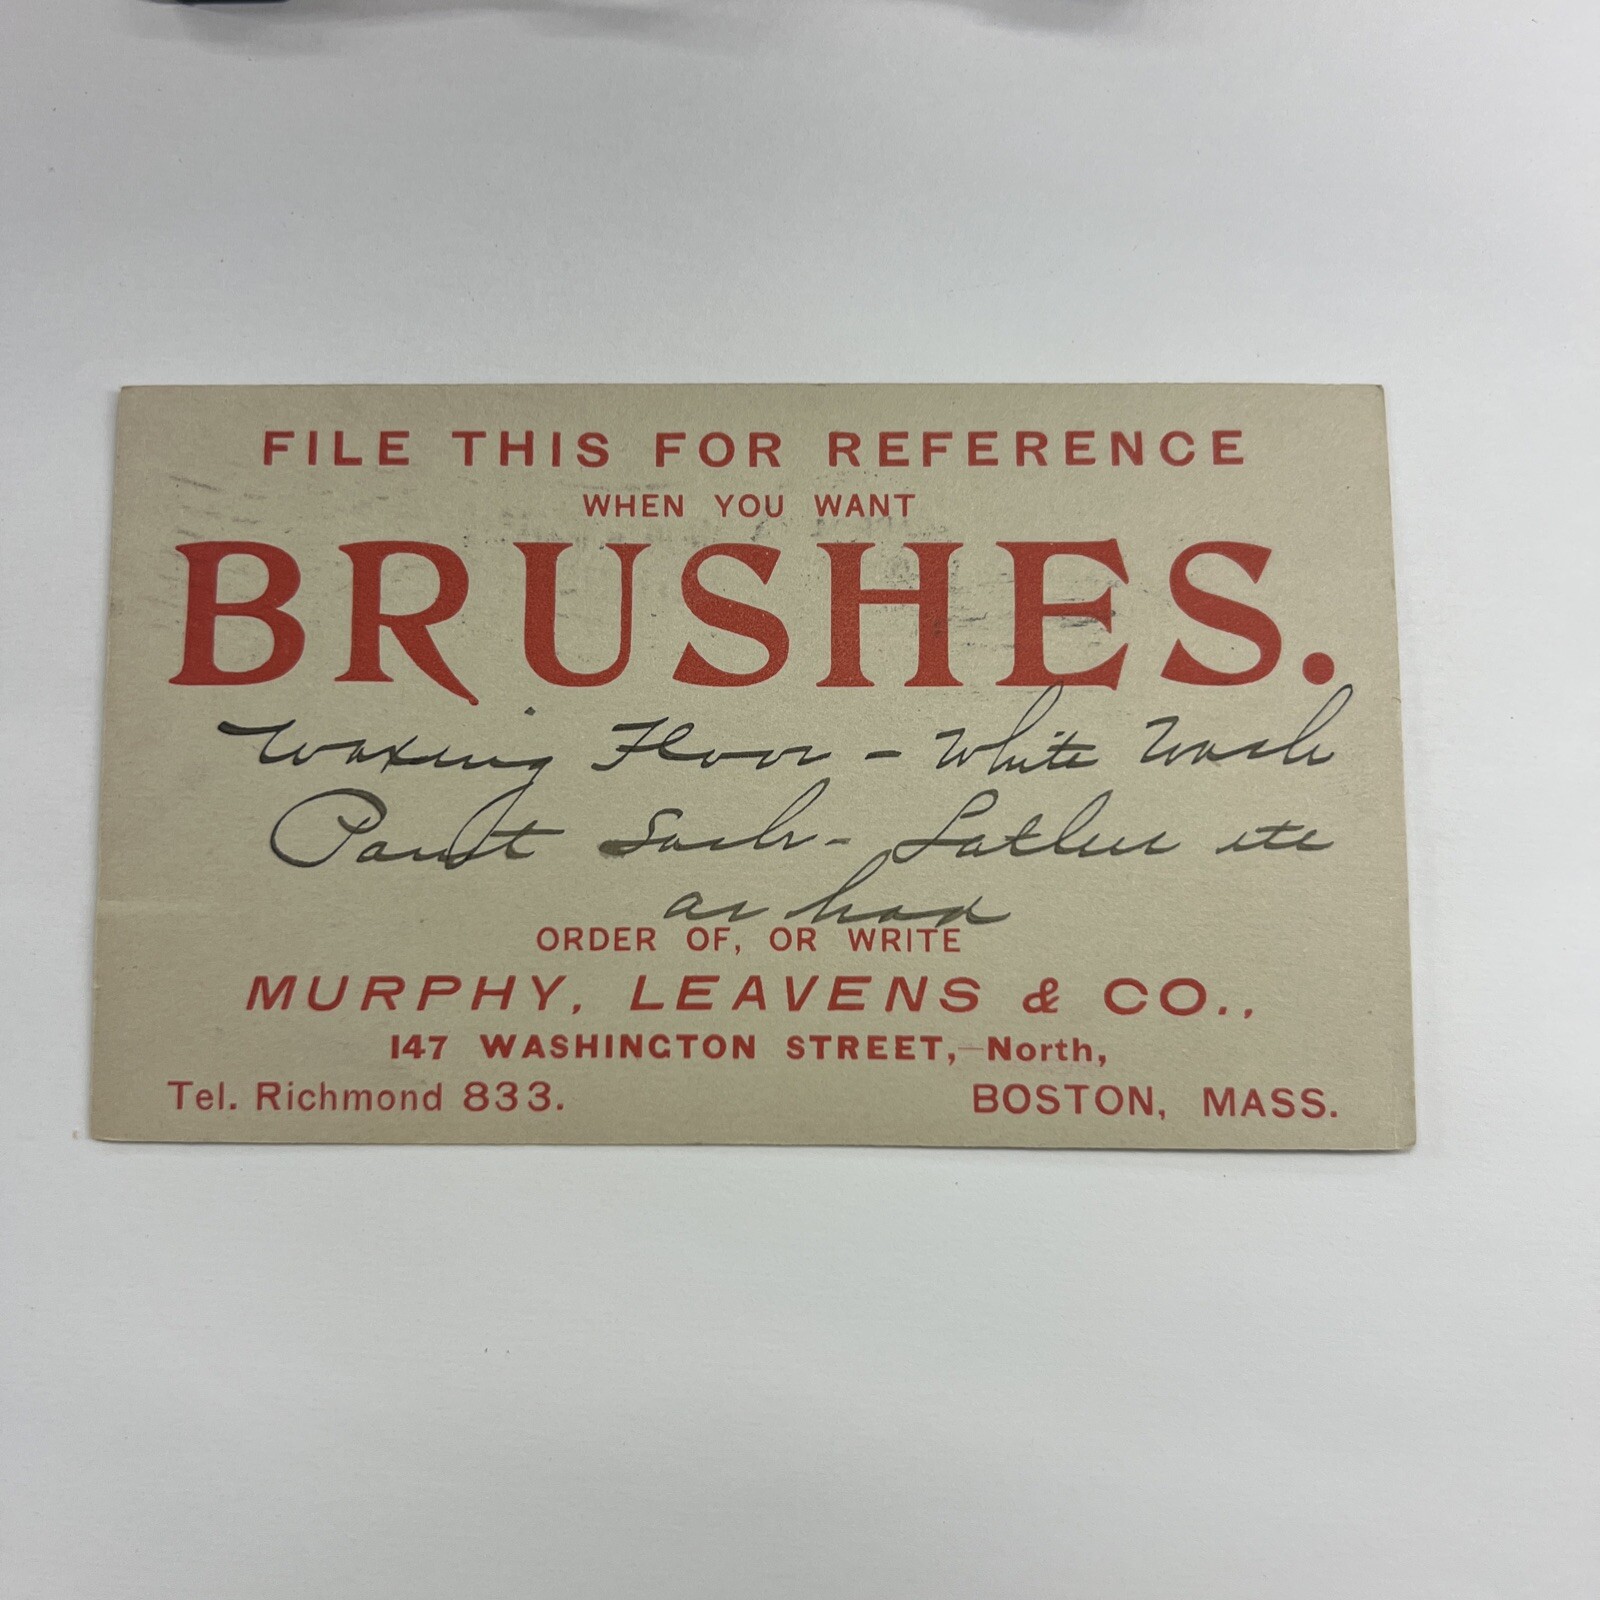 FILE THIS FOR REFERENCE
WHEN YOU WANT
BRUSHES.
Waxing Floor - White Wash
Paint Sash - Lather etc
as had
ORDER OF, OR WRITE
MURPHY, LEAVENS & CO.,
147 WASHINGTON STREET, North,
Tel. Richmond 833.
BOSTON, MASS.